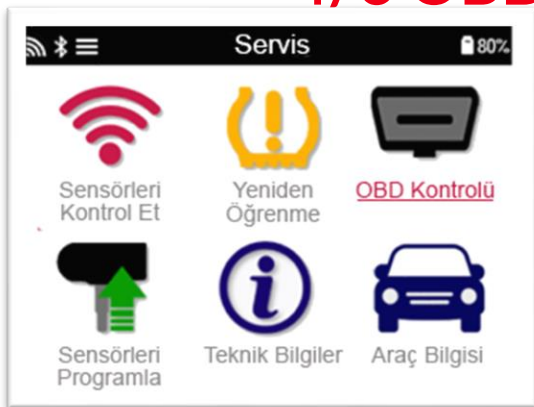 Servis
80%
Sensörleri
Kontrol Et
Yeniden
Öğrenme
OBD Kontrolü
Sensörleri
Programla
Teknik Bilgiler
Araç Bilgisi